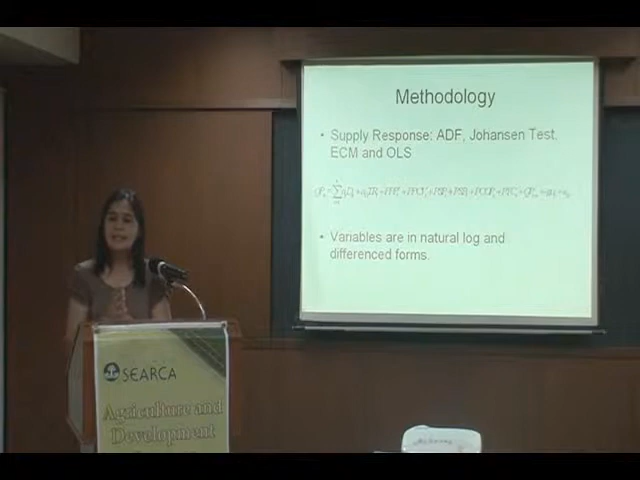 Methodology
• Supply Response: ADF, Johansen Test,
ECM and OLS
• Variables are in natural log and
differenced forms.
SEARCA
Agriculture and
Development